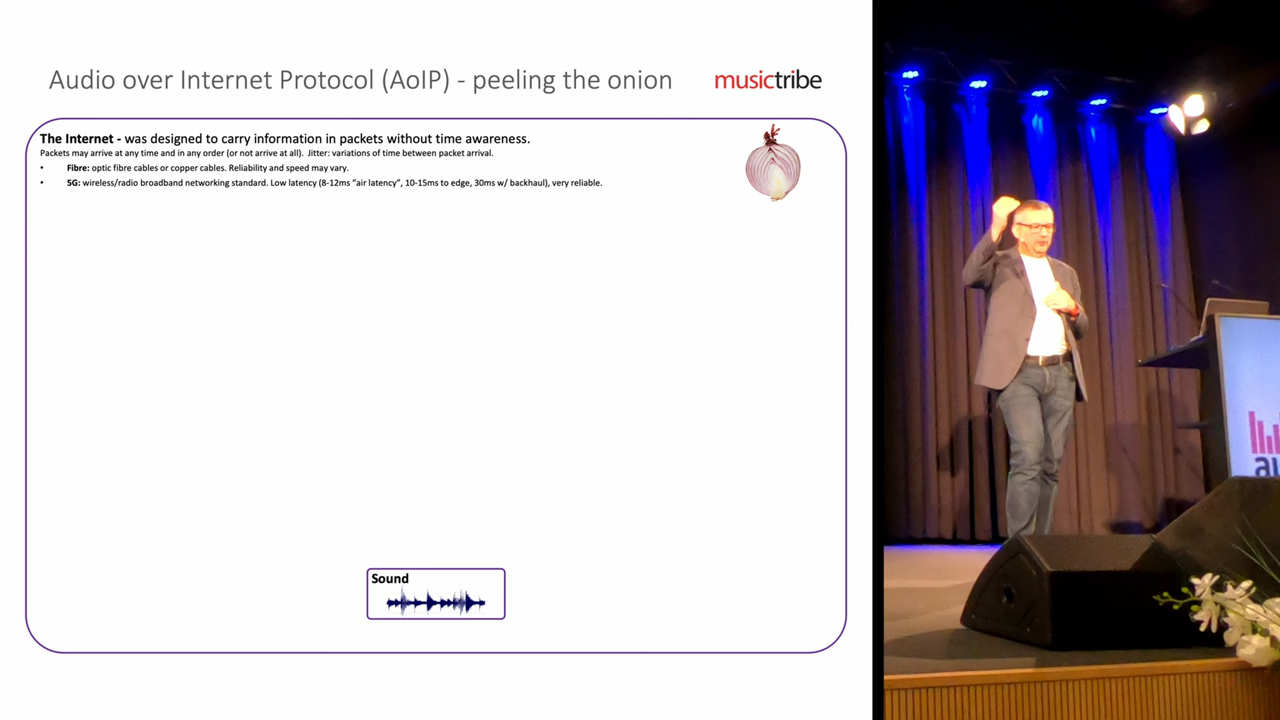 Audio over Internet Protocol (AoIP) - peeling the onion
musictribe
The Internet - was designed to carry information in packets without time awareness.
Packets may arrive at any time and in any order (or not arrive at all). Jitter: variations of time between packet arrival.
• Fibre: optic fibre cables or copper cables. Reliability and speed may vary.
• 5G: wireless/radio broadband networking standard. Low latency (8-12ms “air latency”, 10-15ms to edge, 30ms w/ backhaul), very reliable.
Sound